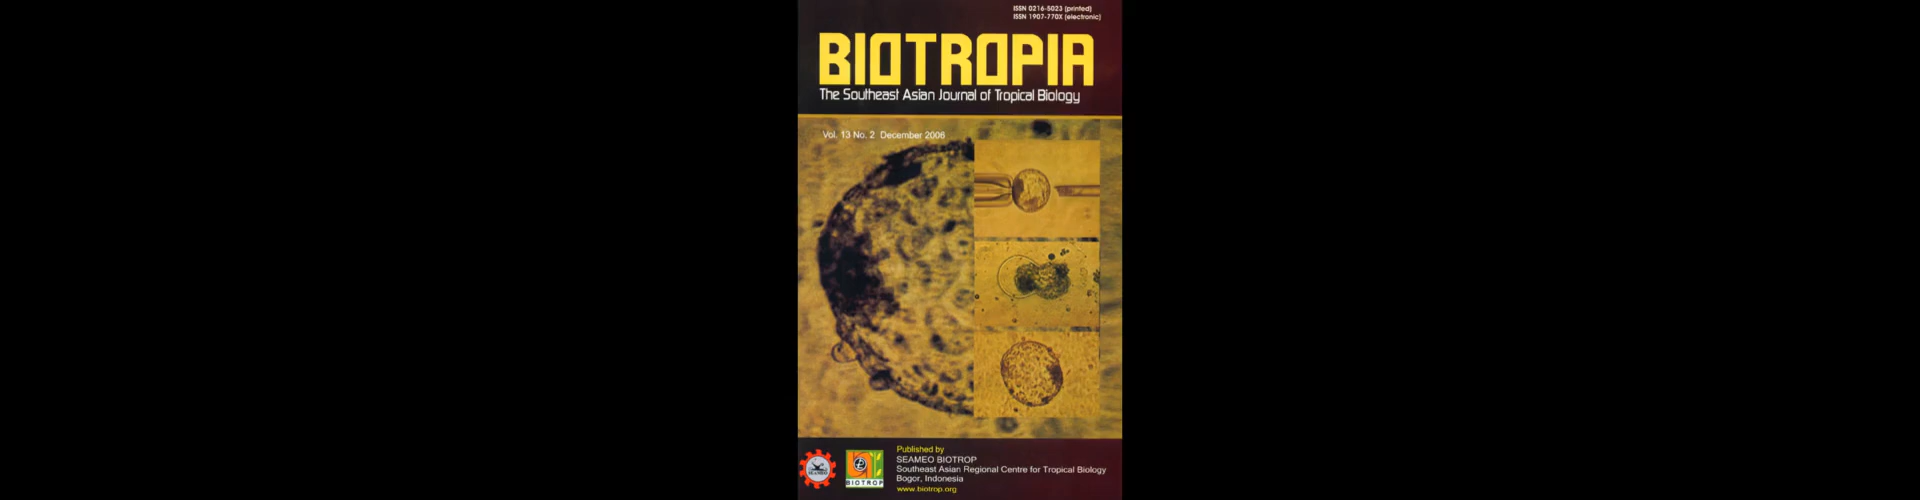 ISSN 0216-5023 (printed)
ISSN 1907-770X (electronic)
BIOTROPIA
The Southeast Asian Journal of Tropical Biology
Vol. 13 No. 2 December 2006
Published by
SEAMEO BIOTROP
Southeast Asian Regional Centre for Tropical Biology
Bogor, Indonesia
www.biotrop.org
SEAMEO
BIOTROP